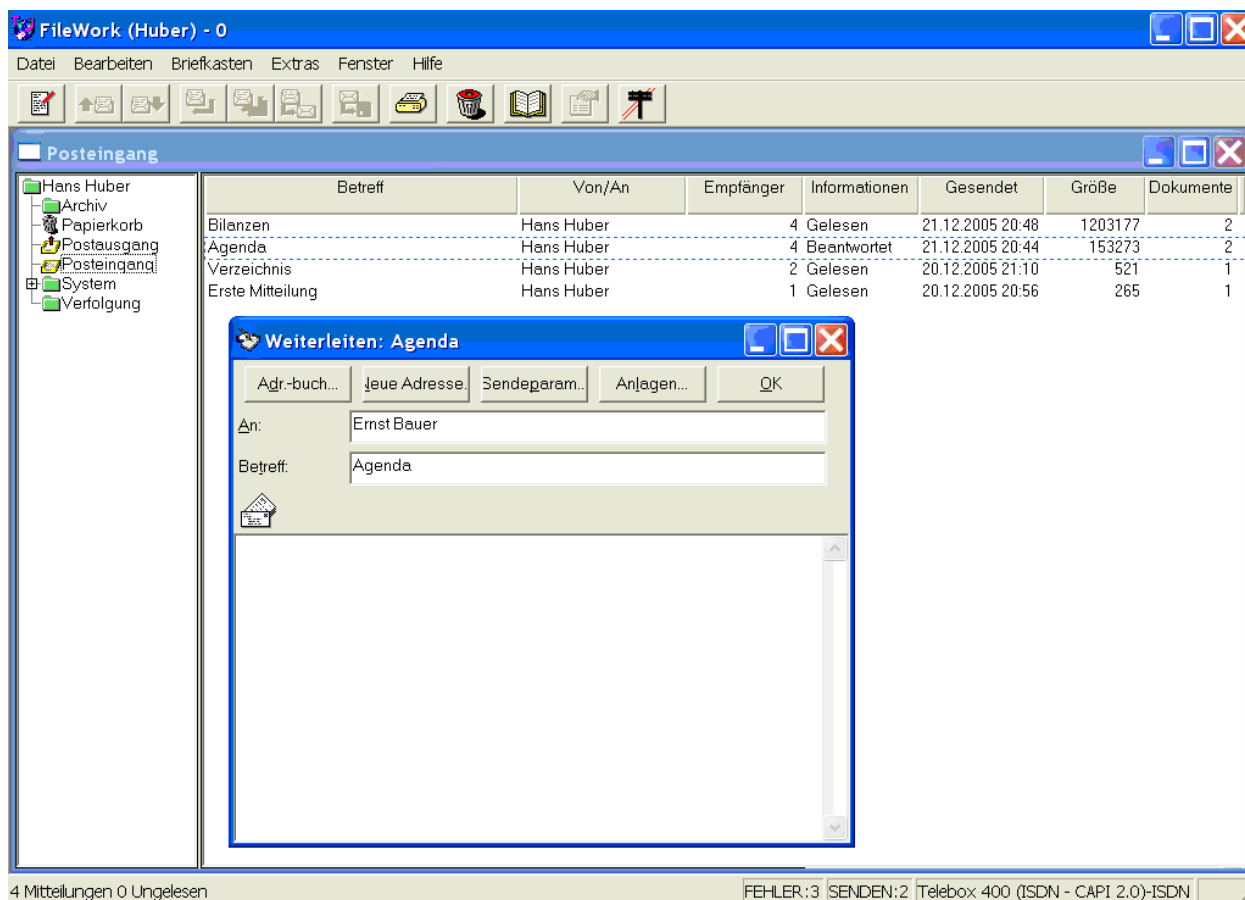 FileWork (Huber) - 0
Datei Bearbeiten Briefkasten Extras Fenster Hilfe
Posteingang
Hans Huber
Archiv
Papierkorb
Postausgang
Posteingang
System
Verfolgung
Betreff Von/An Empfänger Informationen Gesendet Größe Dokumente
Bilanzen Hans Huber 4 Gelesen 21.12.2005 20:48 1203177 2
Agenda Hans Huber 4 Beantwortet 21.12.2005 20:44 153273 2
Verzeichnis Hans Huber 2 Gelesen 20.12.2005 21:10 521 1
Erste Mitteilung Hans Huber 1 Gelesen 20.12.2005 20:56 265 1
Weiterleiten: Agenda
Adr.-buch... Neue Adresse. Sendeparam.. Anlagen... OK
An: Ernst Bauer
Betreff: Agenda
4 Mitteilungen 0 Ungelesen FEHLER:3 SENDEN:2 Telebox 400 (ISDN - CAPI 2.0)-ISDN